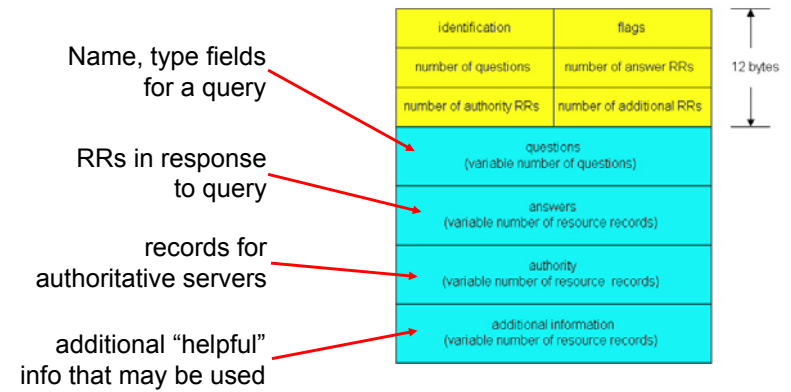 identification flags
Name, type fields
for a query
number of questions number of answer RRs 12 bytes
number of authority RRs number of additional RRs
questions
(variable number of questions)
RRs in response
to query
answers
(variable number of resource records)
records for
authoritative servers
authority
(variable number of resource records)
additional “helpful”
info that may be used
additional information
(variable number of resource records)